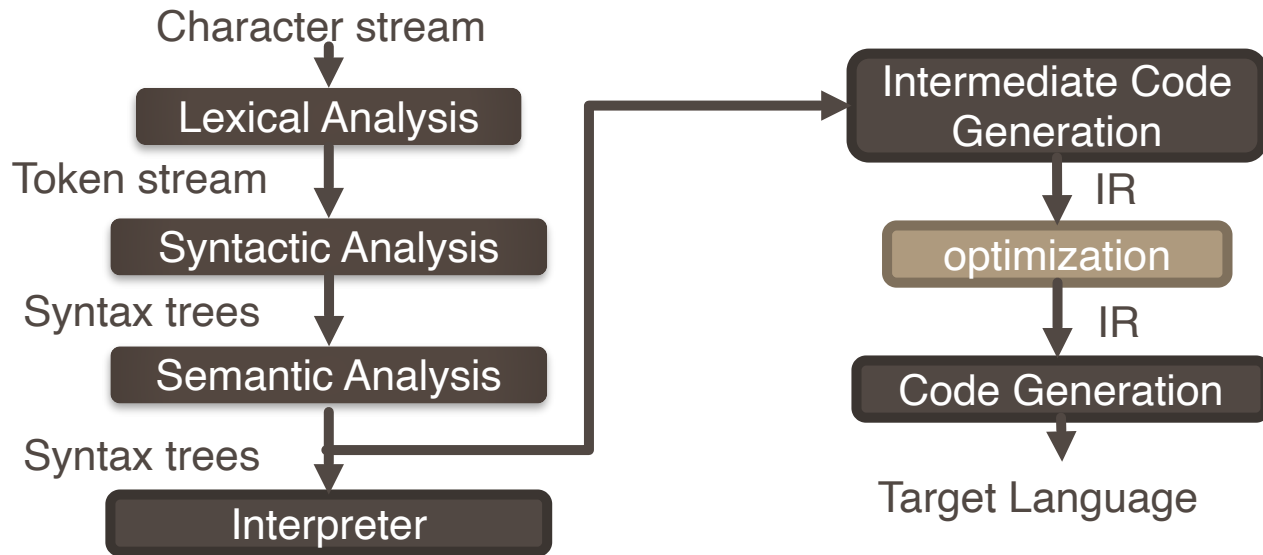 Character stream
Lexical Analysis
Token stream
Syntactic Analysis
Syntax trees
Semantic Analysis
Syntax trees
Interpreter
Intermediate Code
Generation
IR
optimization
IR
Code Generation
Target Language